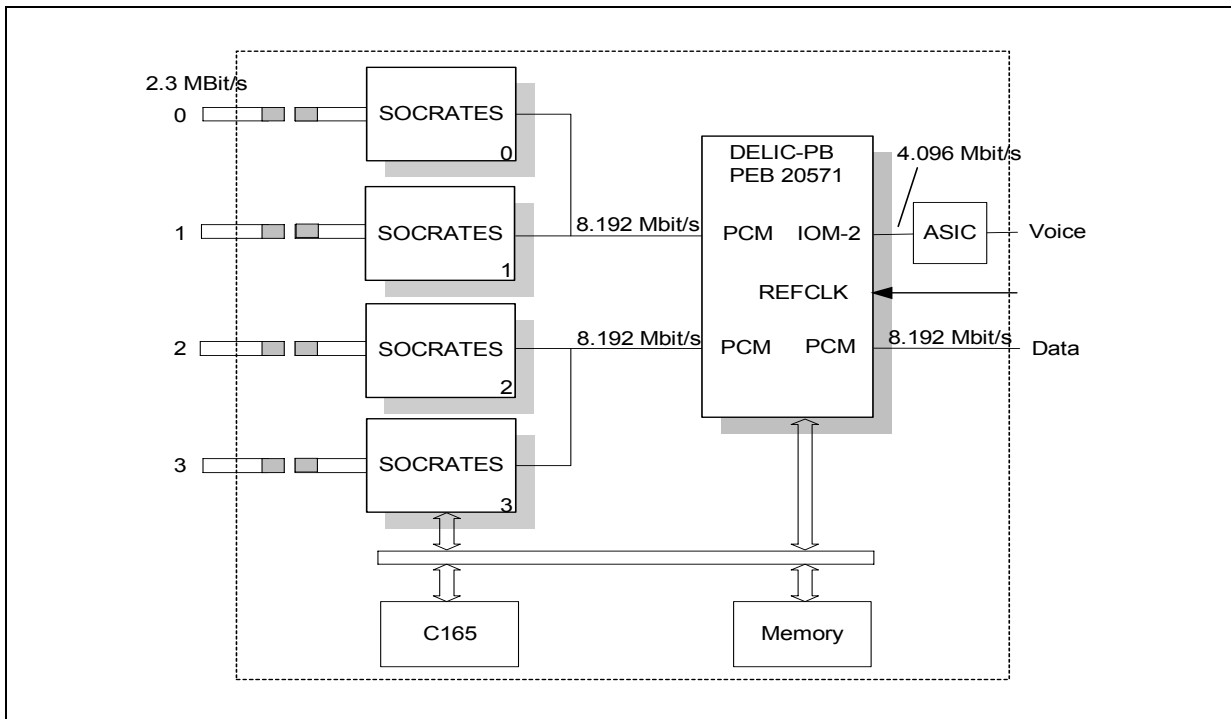 2.3 MBit/s
0
SOCRATES
0
1
SOCRATES
1
8.192 Mbit/s
2
SOCRATES
2
8.192 Mbit/s
3
SOCRATES
3
DELIC-PB
PEB 20571
4.096 Mbit/s
PCM IOM-2
ASIC
Voice
REFCLK
PCM PCM
8.192 Mbit/s
Data
C165
Memory